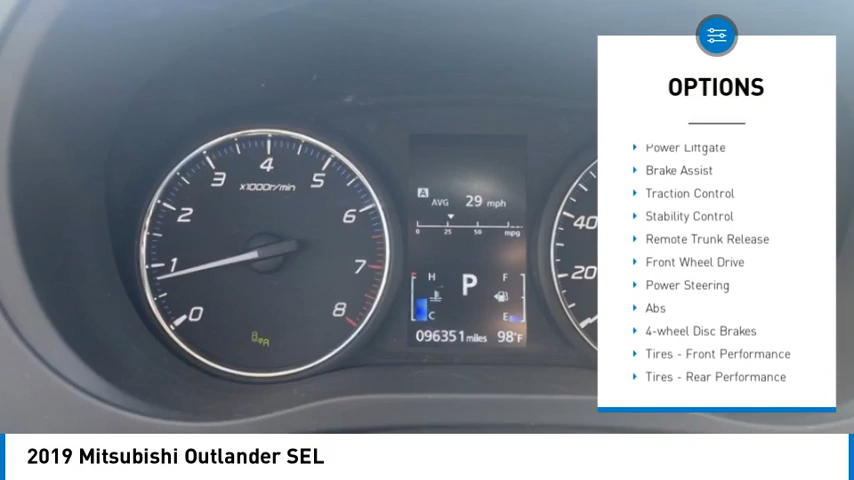 0
1
2
3
4
5
6
7
8
x1000r/min
A AVG 29 mph
0 25 50 mpg
H P F
C E
096351 miles 98°F
40
20
OPTIONS
Power Liftgate
Brake Assist
Traction Control
Stability Control
Remote Trunk Release
Front Wheel Drive
Power Steering
Abs
4-wheel Disc Brakes
Tires - Front Performance
Tires - Rear Performance
2019 Mitsubishi Outlander SEL